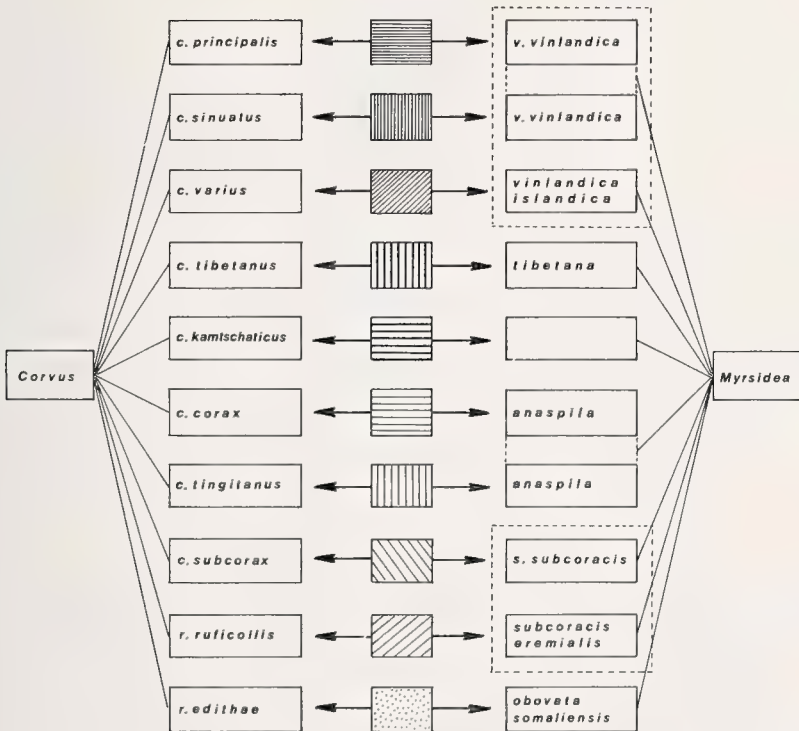 c. principalis
v. vinlandica
c. sinuatus
v. vinlandica
c. varius
vinlandica
islandica
c. tibetanus
tibetana
c. kamtschaticus
Corvus
Myrsidea
c. corax
anaspila
c. tingitanus
anaspila
c. subcorax
s. subcoracis
r. ruficollis
subcoracis
eremialis
r. edithae
obovata
somaliensis